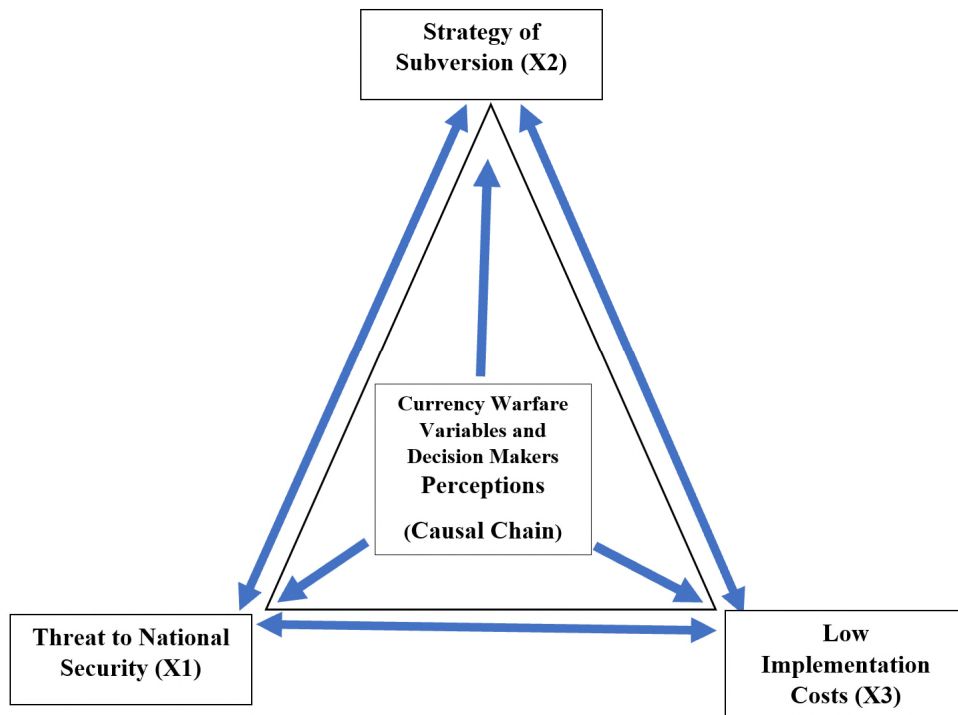 Strategy of
Subversion (X2)
Currency Warfare
Variables and
Decision Makers
Perceptions
(Causal Chain)
Threat to National
Security (X1)
Low
Implementation
Costs (X3)